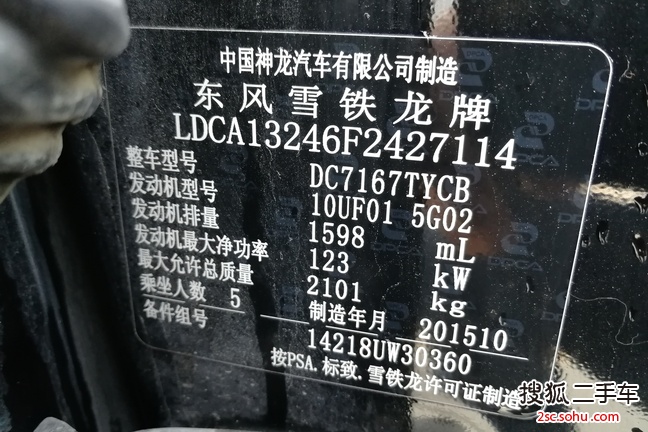 中国神龙汽车有限公司制造
东风雪铁龙牌
LDCA13246F2427114
整车型号 DC7167TYCB
发动机型号 10UF01 5G02
发动机排量 1598 mL
发动机最大净功率 123 kW
最大允许总质量 2101 kg
乘坐人数 5 制造年月 201510
备件组号 14218UW30360
按PSA.标致.雪铁龙许可证制造
搜狐二手车
2sc.sohu.com